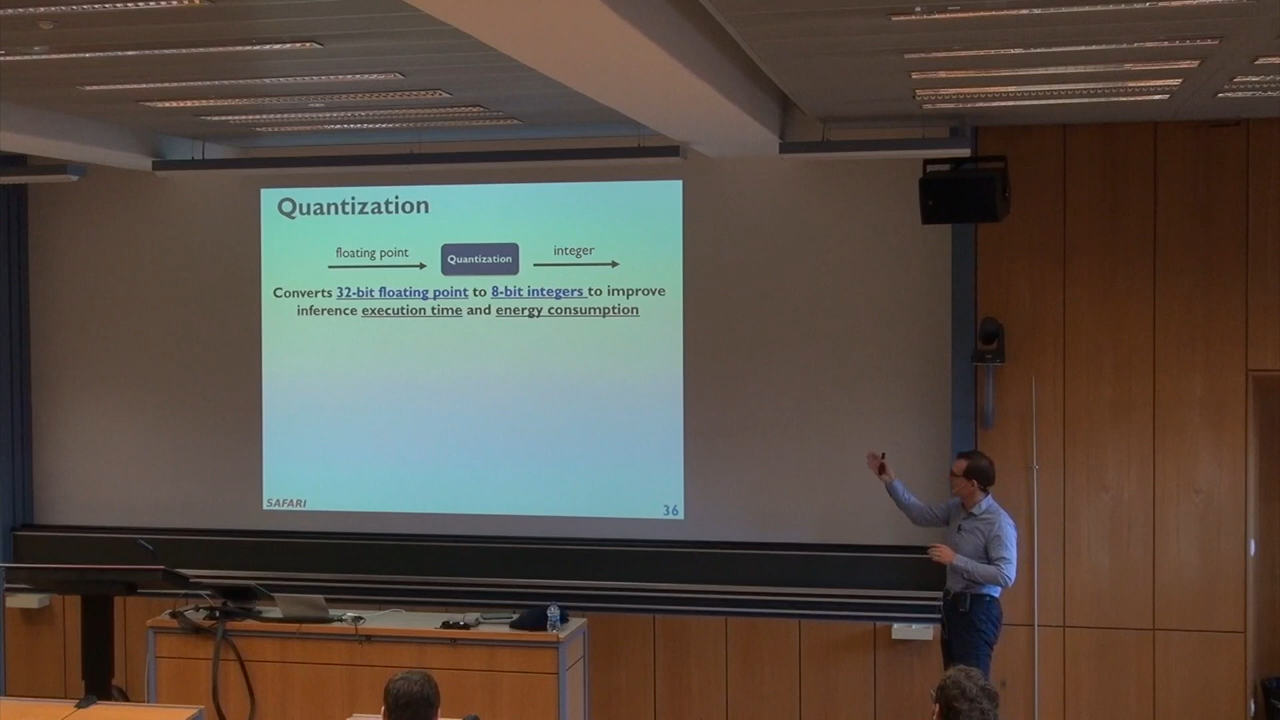 Quantization
floating point
Quantization
integer
Converts 32-bit floating point to 8-bit integers to improve
inference execution time and energy consumption
SAFARI
36